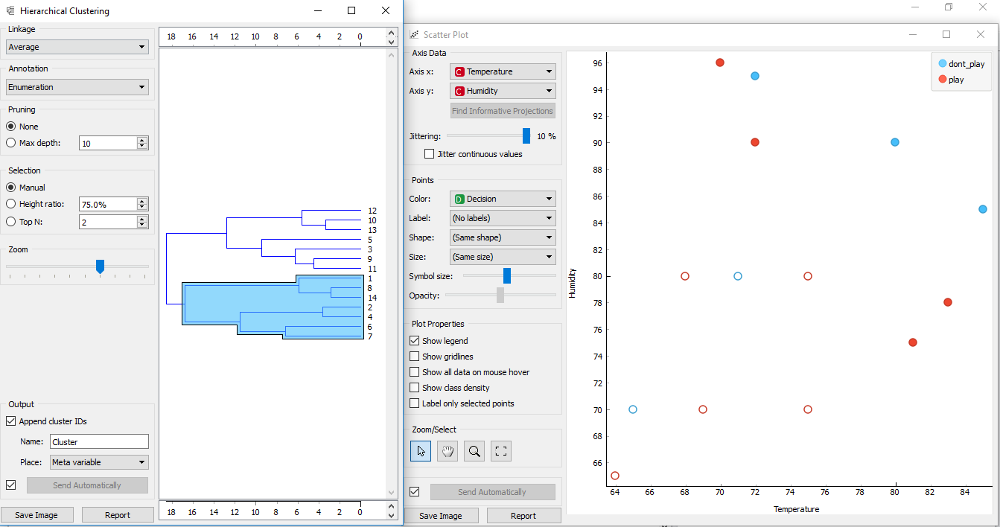 Hierarchical Clustering
Linkage
Average
Annotation
Enumeration
Pruning
None
Max depth: 10
Selection
Manual
Height ratio: 75.0%
Top N: 2
Zoom
Output
Append cluster IDs
Name: Cluster
Place: Meta variable
Send Automatically
Save Image Report
18 16 14 12 10 8 6 4 2 0
12
10
13
5
3
9
11
1
8
14
2
4
6
7
18 16 14 12 10 8 6 4 2 0
Scatter Plot
Axis Data
Axis x: C Temperature
Axis y: C Humidity
Find Informative Projections
Jittering: 10 %
Jitter continuous values
Points
Color: D Decision
Label: (No labels)
Shape: (Same shape)
Size: (Same size)
Symbol size:
Opacity:
Plot Properties
Show legend
Show gridlines
Show all data on mouse hover
Show class density
Label only selected points
Zoom/Select
Send Automatically
Save Image Report
dont_play
play
96
94
92
90
88
86
84
82
80
78
76
74
72
70
68
66
Humidity
64 66 68 70 72 74 76 78 80 82 84
Temperature